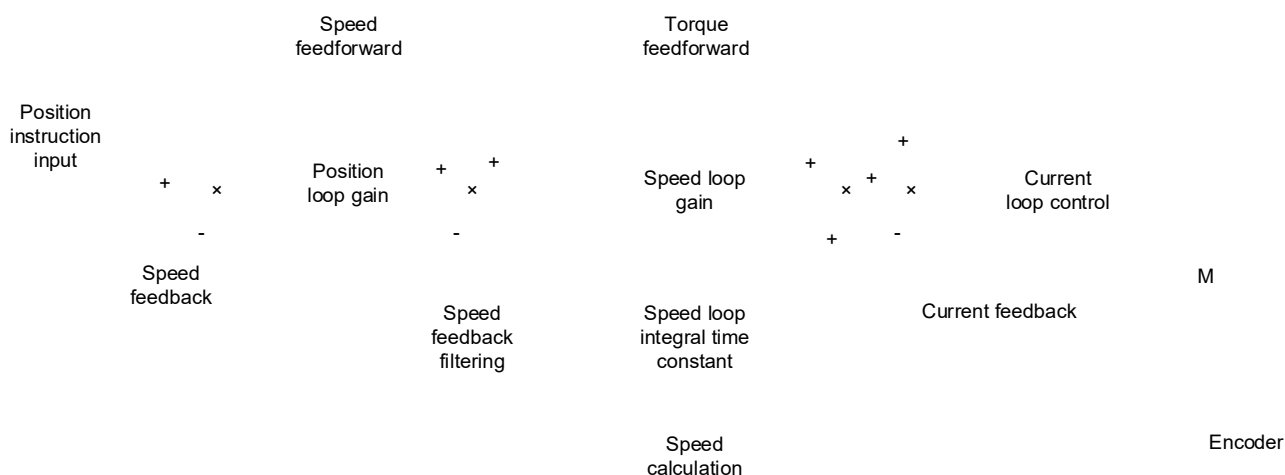 Speed
feedforward
Torque
feedforward
Position
instruction
input
+
×
-
Position
loop gain
+
+
×
-
Speed loop
gain
+
×
+
+
+
×
-
Current
loop control
Speed
feedback
Speed
feedback
filtering
Speed loop
integral time
constant
Current feedback
M
Speed
calculation
Encoder